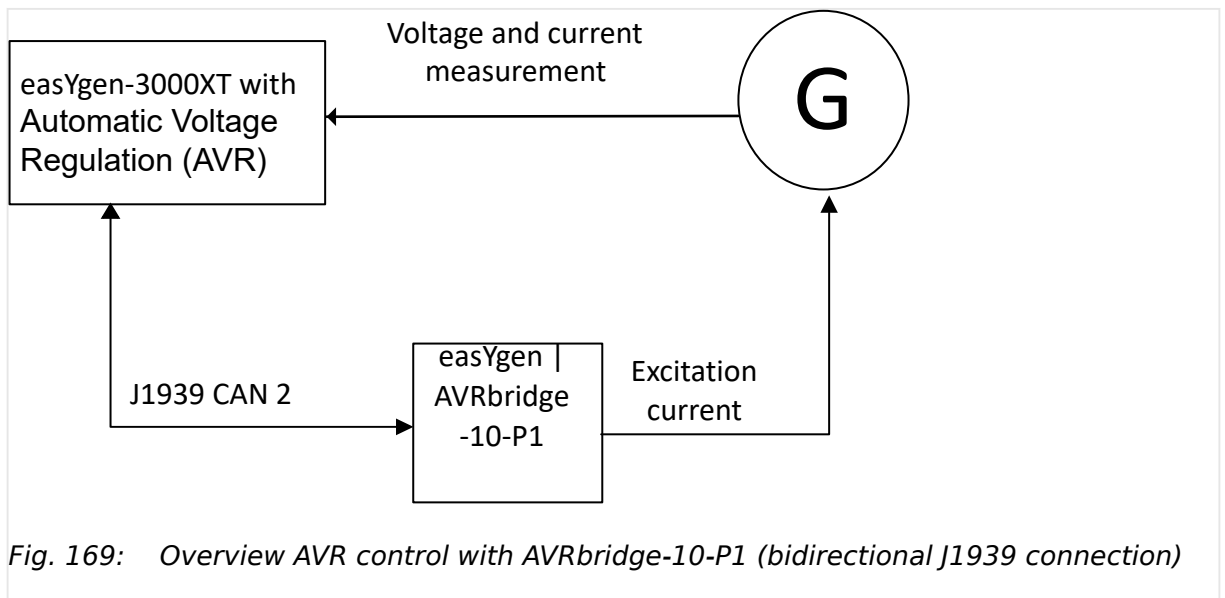 Voltage and current
measurement
G
easYgen-3000XT with
Automatic Voltage
Regulation (AVR)
J1939 CAN 2
easYgen |
AVRbridge
-10-P1
Excitation
current
Fig. 169: Overview AVR control with AVRbridge-10-P1 (bidirectional J1939 connection)